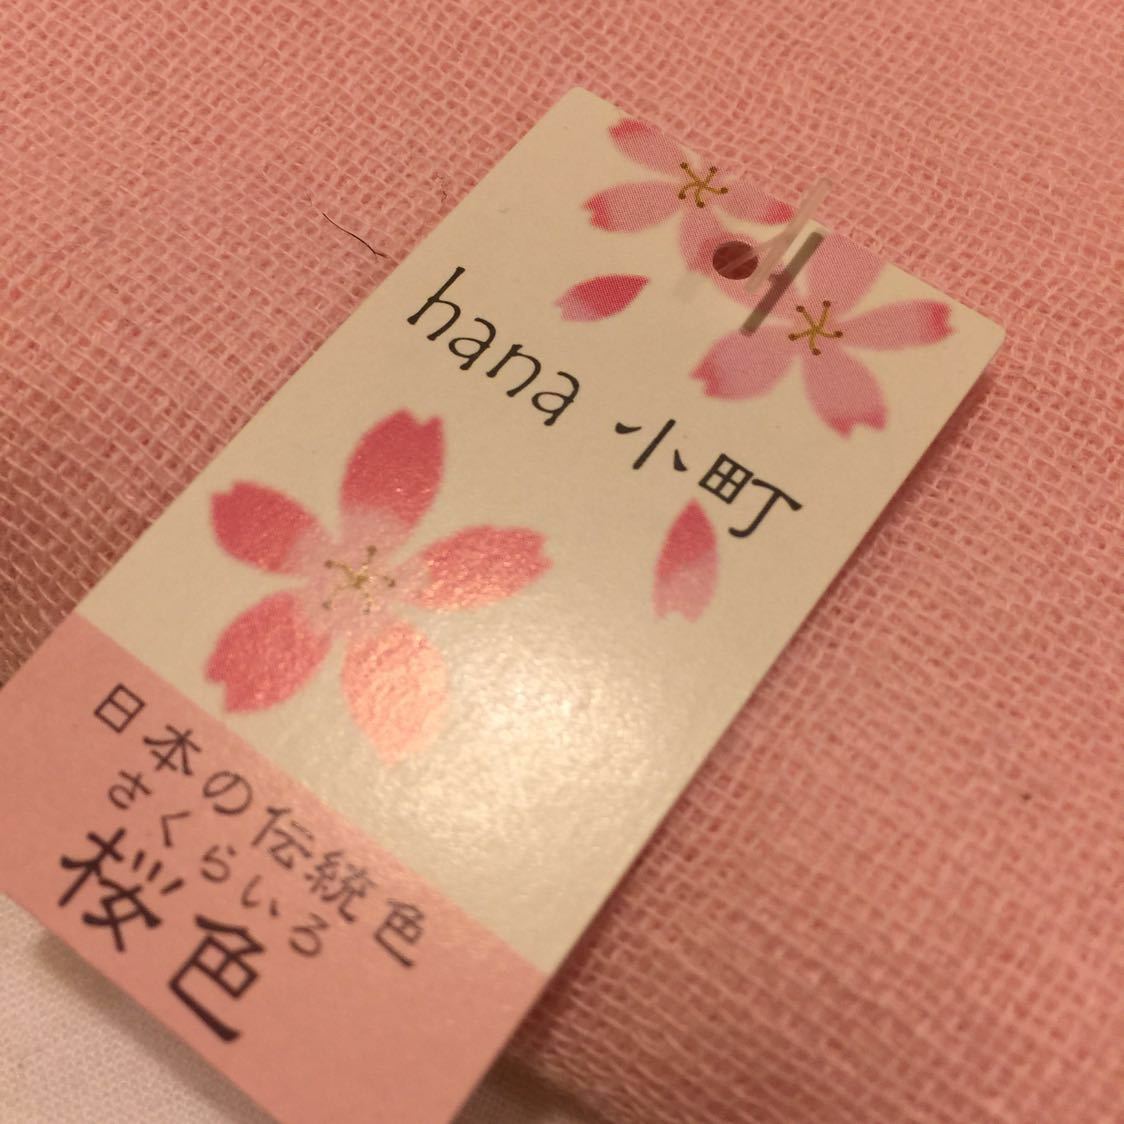 hana 小町
日本の伝統色
さくらいろ
桜色